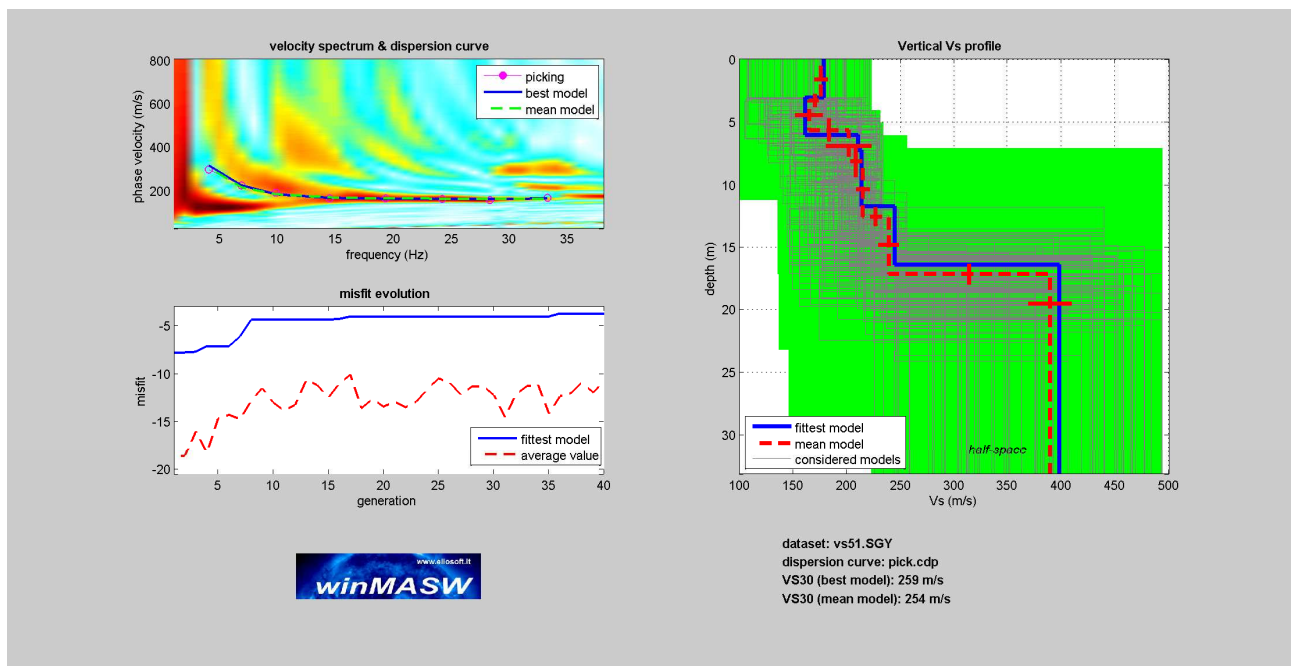 velocity spectrum & dispersion curve
800
600
400
200
phase velocity (m/s)
picking
best model
mean model
5
10
15
20
25
30
35
frequency (Hz)
misfit evolution
-5
-10
-15
-20
misfit
fittest model
average value
5
10
15
20
25
30
35
40
generation
www.eliosoft.it
winMASW
Vertical Vs profile
0
5
10
15
20
25
30
depth (m)
fittest model
mean model
considered models
half-space
100
150
200
250
300
350
400
450
500
Vs (m/s)
dataset: vs51.SGY
dispersion curve: pick.cdp
VS30 (best model): 259 m/s
VS30 (mean model): 254 m/s